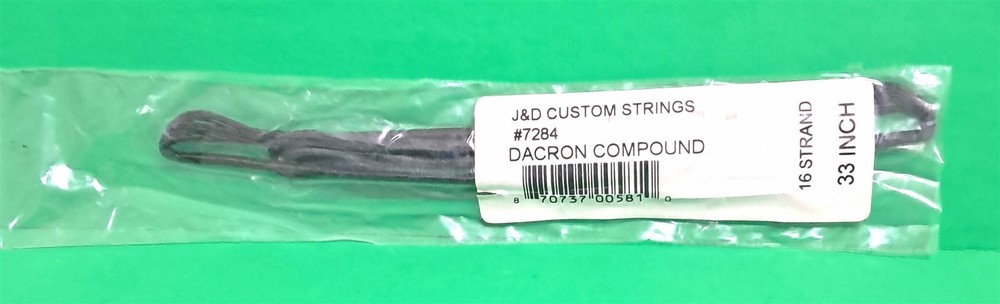 J&D CUSTOM STRINGS
#7284
DACRON COMPOUND
8 70737 00581 0
16 STRAND
33 INCH